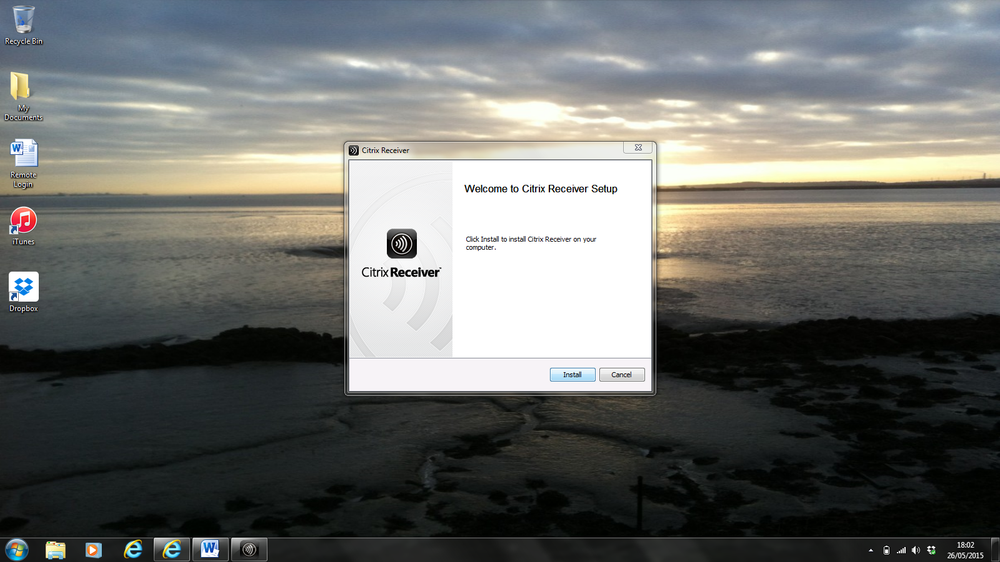 Recycle Bin
My
Documents
Remote
Login
iTunes
Dropbox
Citrix Receiver
Welcome to Citrix Receiver Setup
Click Install to install Citrix Receiver on your
computer.
Citrix Receiver™
Install
Cancel
18:02
26/05/2015